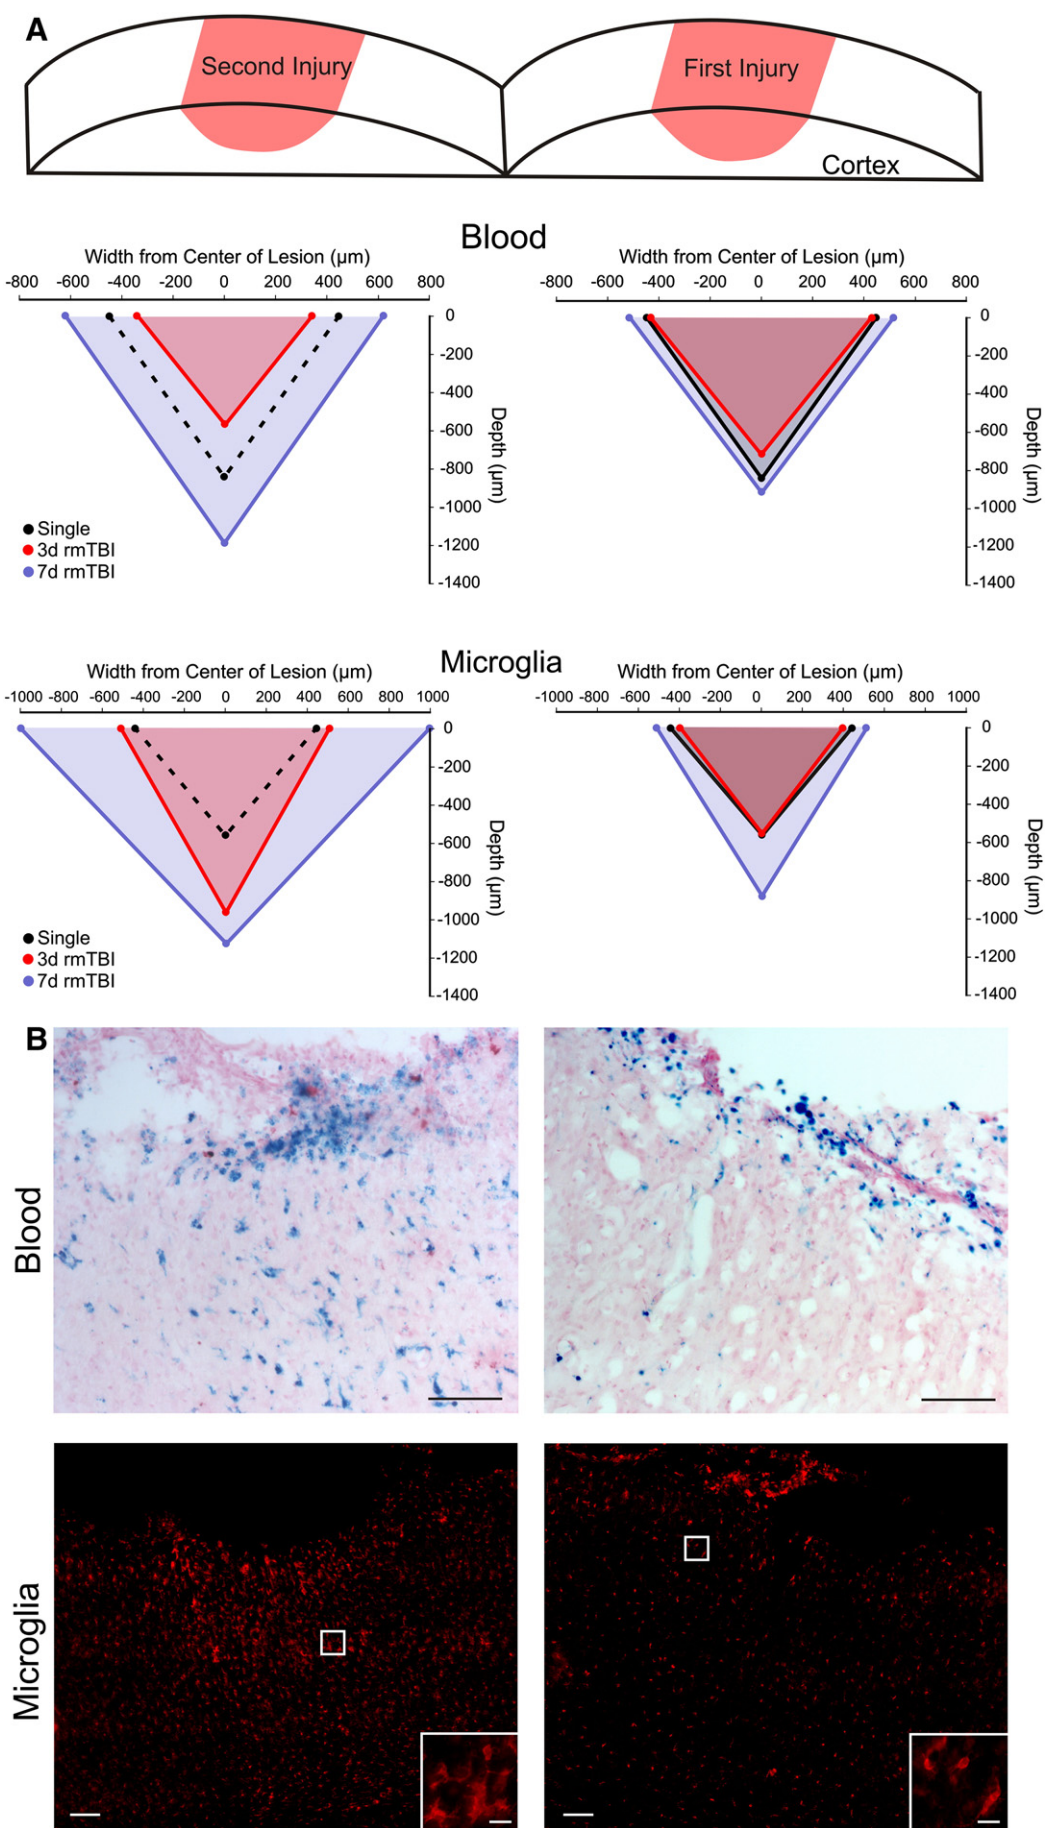 A
Second Injury
First Injury
Cortex
Blood
Width from Center of Lesion (µm)
Width from Center of Lesion (µm)
-800 -600 -400 -200 0 200 400 600 800
-800 -600 -400 -200 0 200 400 600 800
0
-200
-400
-600
-800
-1000
-1200
-1400
Depth (µm)
0
-200
-400
-600
-800
-1000
-1200
-1400
Depth (µm)
Single
3d rmTBI
7d rmTBI
Microglia
Width from Center of Lesion (µm)
Width from Center of Lesion (µm)
-1000 -800 -600 -400 -200 0 200 400 600 800 1000
-1000 -800 -600 -400 -200 0 200 400 600 800 1000
0
-200
-400
-600
-800
-1000
-1200
-1400
Depth (µm)
0
-200
-400
-600
-800
-1000
-1200
-1400
Depth (µm)
Single
3d rmTBI
7d rmTBI
B
Blood
Microglia